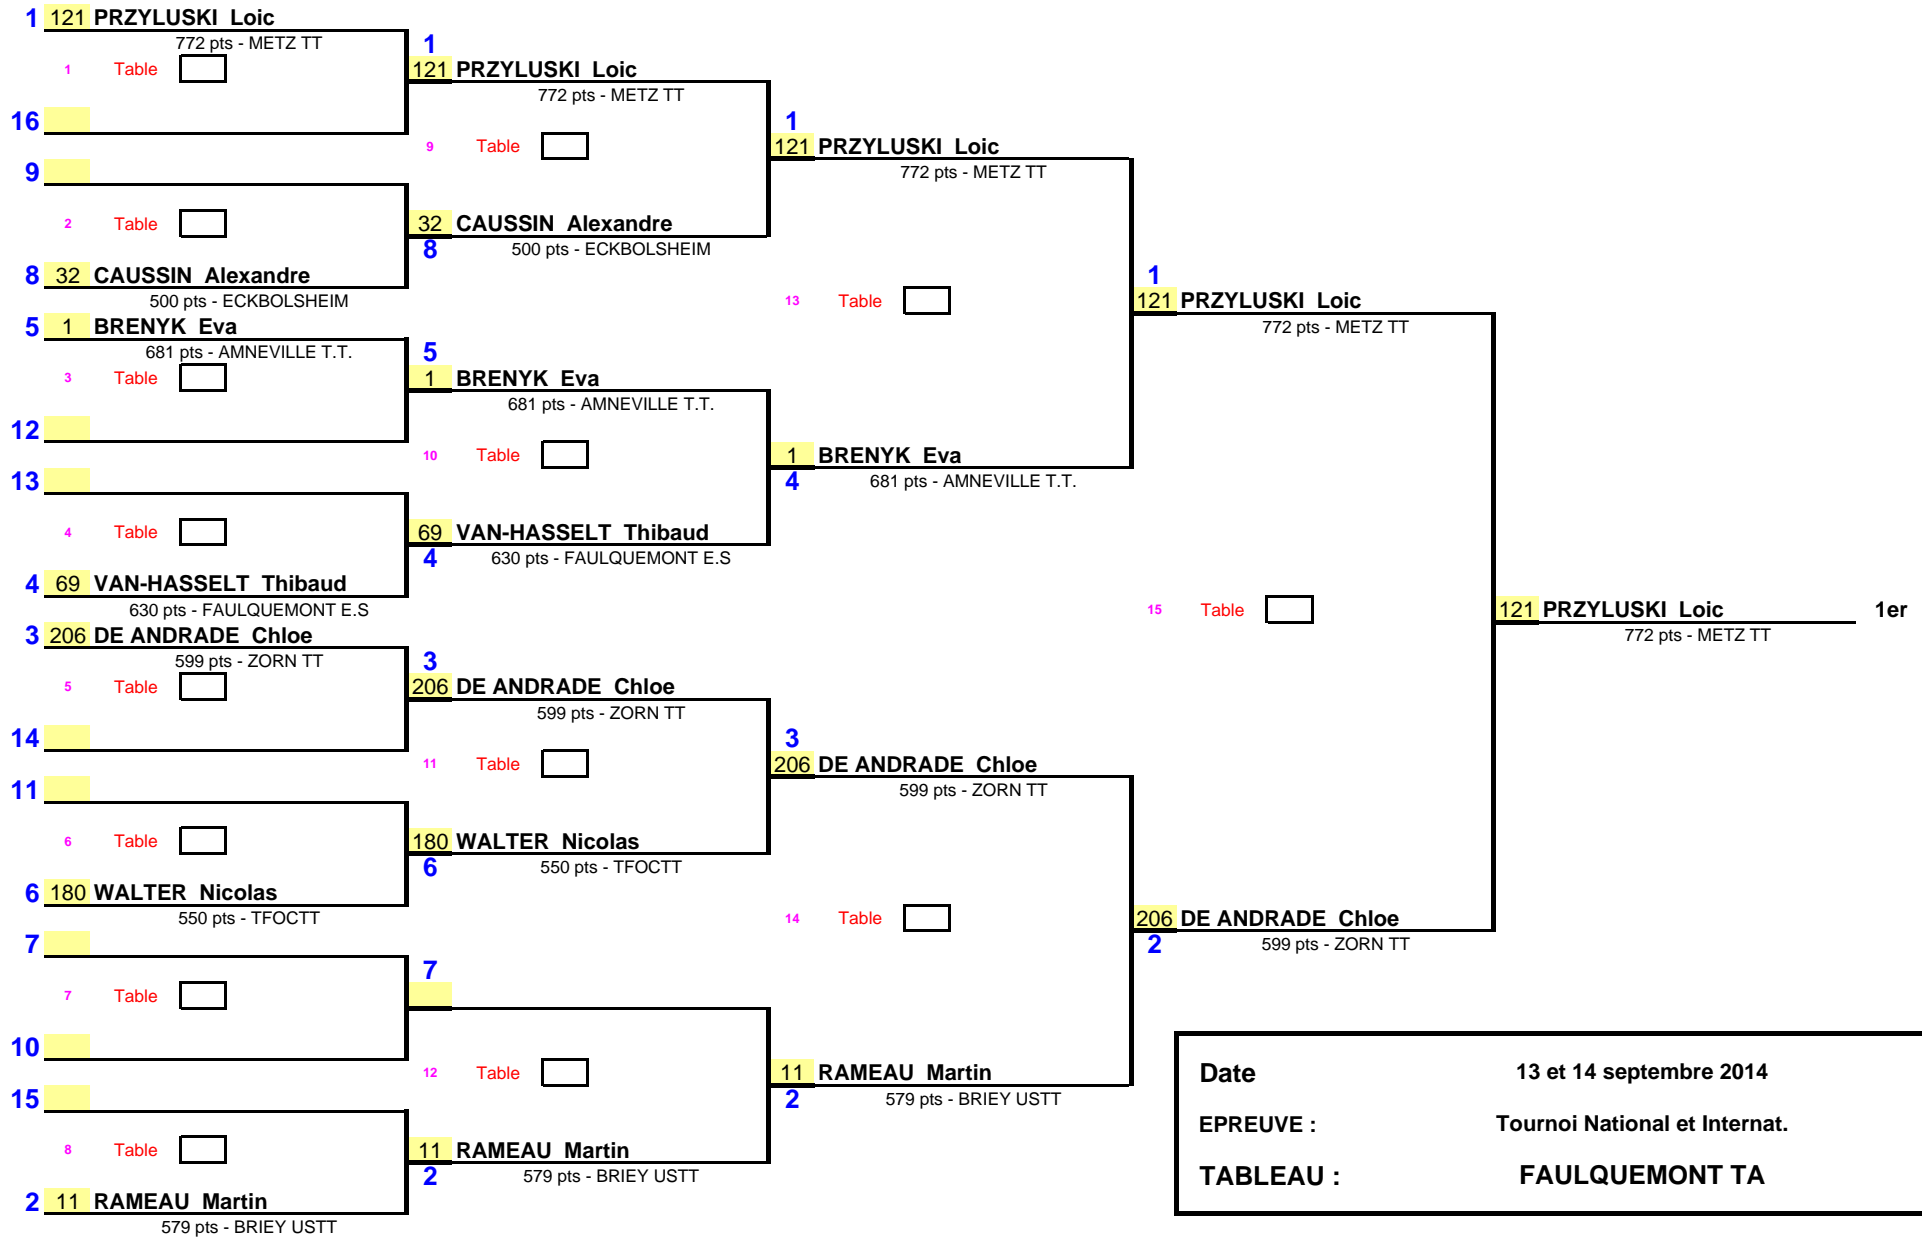 1 121 PRZYLUSKI Loic
772 pts - METZ TT
1 Table
16
9
2 Table
8 32 CAUSSIN Alexandre
500 pts - ECKBOLSHEIM
5 1 BRENYK Eva
681 pts - AMNEVILLE T.T.
3 Table
12
13
4 Table
4 69 VAN-HASSELT Thibaud
630 pts - FAULQUEMONT E.S
3 206 DE ANDRADE Chloe
599 pts - ZORN TT
5 Table
14
11
6 Table
6 180 WALTER Nicolas
550 pts - TFOCTT
7
7 Table
10
15
8 Table
2 11 RAMEAU Martin
579 pts - BRIEY USTT
1
121 PRZYLUSKI Loic
772 pts - METZ TT
9 Table
32 CAUSSIN Alexandre
8
500 pts - ECKBOLSHEIM
5
1 BRENYK Eva
681 pts - AMNEVILLE T.T.
10 Table
69 VAN-HASSELT Thibaud
4
630 pts - FAULQUEMONT E.S
3
206 DE ANDRADE Chloe
599 pts - ZORN TT
11 Table
180 WALTER Nicolas
6
550 pts - TFOCTT
7
12 Table
11 RAMEAU Martin
2
579 pts - BRIEY USTT
1
121 PRZYLUSKI Loic
772 pts - METZ TT
13 Table
1 BRENYK Eva
4
681 pts - AMNEVILLE T.T.
3
206 DE ANDRADE Chloe
599 pts - ZORN TT
14 Table
11 RAMEAU Martin
2
579 pts - BRIEY USTT
1
121 PRZYLUSKI Loic
772 pts - METZ TT
15 Table
206 DE ANDRADE Chloe
2
599 pts - ZORN TT
121 PRZYLUSKI Loic 1er
772 pts - METZ TT
Date 13 et 14 septembre 2014
EPREUVE : Tournoi National et Internat.
TABLEAU : FAULQUEMONT TA